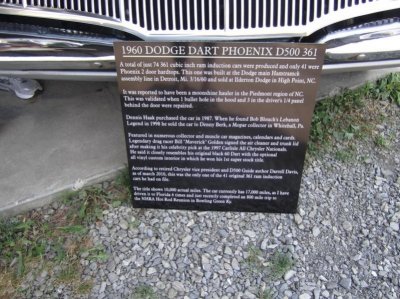 1960 DODGE DART PHOENIX D500 361
A total of just 74 361 cubic inch ram induction cars were produced and only 41 were
Phoenix 2 door hardtops. This one was built at the Dodge main Hamtramck
assembly line in Detroit, Mi. 3/16/60 and sold at Ilderton Dodge in High Point, NC.
It was reported to have been a moonshine hauler in the Piedmont region of NC.
This was validated when 1 bullet hole in the hood and 3 in the driver's 1/4 panel
behind the door were repaired.
Dennis Haak purchased the car in 1987. When he found Bob Blouch's Lebanon
Legend in 1998 he sold the car to Denny Berk, a Mopar collector in Whitehall, Pa.
Featured in numerous collector and muscle car magazines, calendars and cards.
Legendary drag racer Bill "Maverick" Golden signed the air cleaner and trunk lid
after making it his celebrity pick at the 1997 Carlisle All Chrysler Nationals.
He said it closely resembles his original black 60 Dart with the optional
all vinyl custom interior in which he won his 1st super stock title.
According to retired Chrysler vice president and D500 Guide author Darrell Davis,
as of march 2010, this was the only one of the 41 original 361 ram induction
cars he had on file.
The title shows 10,000 actual miles. The car currently has 17,000 miles, as I have
driven it to Florida 6 times and just recently completed an 800 mile trip to
the NHRA Hot Rod Reunion in Bowling Green Ky.